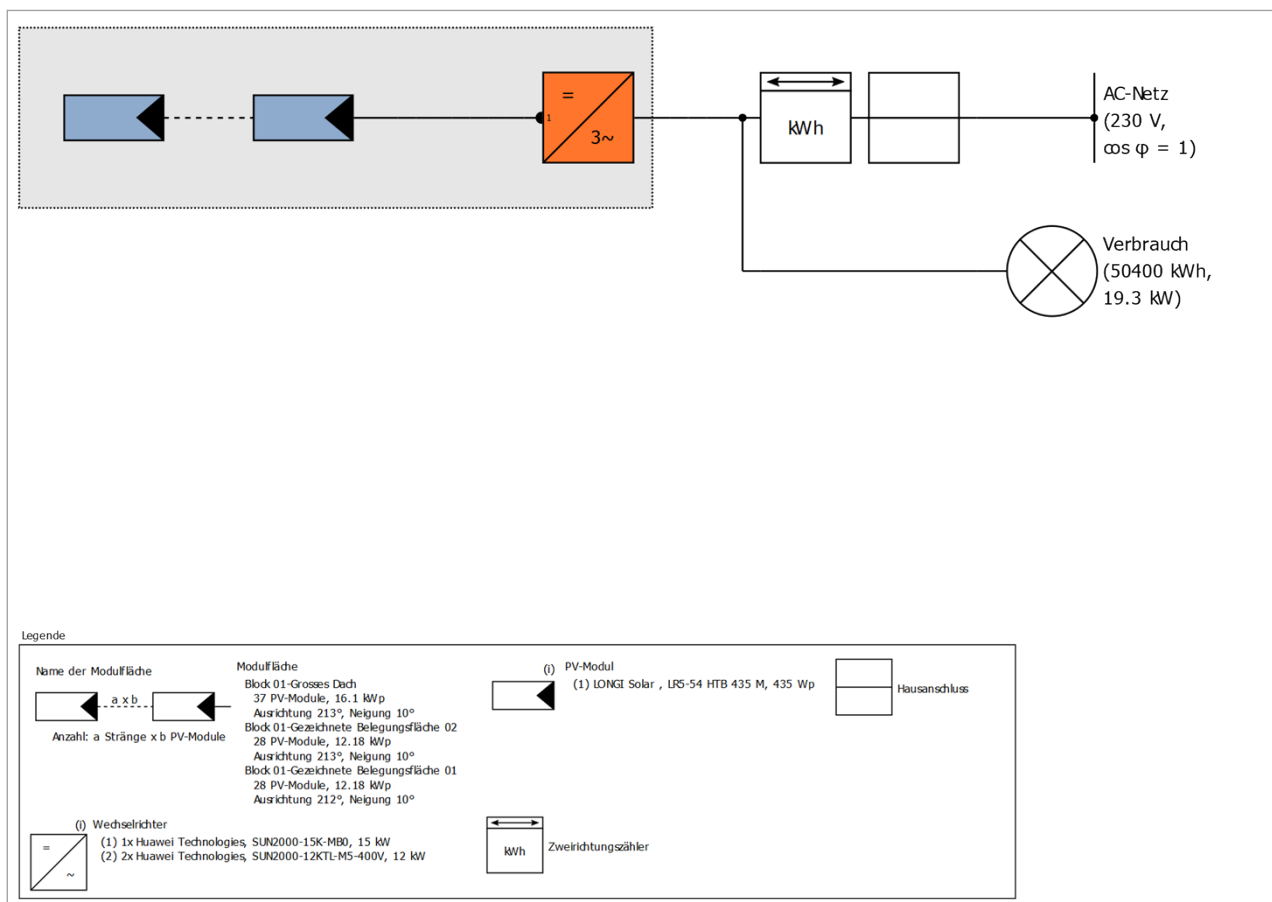 =
1
3~
kWh
AC-Netz
(230 V,
cos φ = 1)
Verbrauch
(50400 kWh,
19.3 kW)
Legende
Name der Modulfläche
a x b
Anzahl: a Stränge x b PV-Module
Modulfläche
Block 01-Grosses Dach
37 PV-Module, 16.1 kWp
Ausrichtung 213°, Neigung 10°
Block 01-Gezeichnete Belegungsfläche 02
28 PV-Module, 12.18 kWp
Ausrichtung 213°, Neigung 10°
Block 01-Gezeichnete Belegungsfläche 01
28 PV-Module, 12.18 kWp
Ausrichtung 212°, Neigung 10°
(i) PV-Modul
(1) LONGI Solar , LR5-54 HTB 435 M, 435 Wp
Hausanschluss
(i) Wechselrichter
=
~
(1) 1x Huawei Technologies, SUN2000-15K-MB0, 15 kW
(2) 2x Huawei Technologies, SUN2000-12KTL-M5-400V, 12 kW
kWh
Zweirichtungszähler